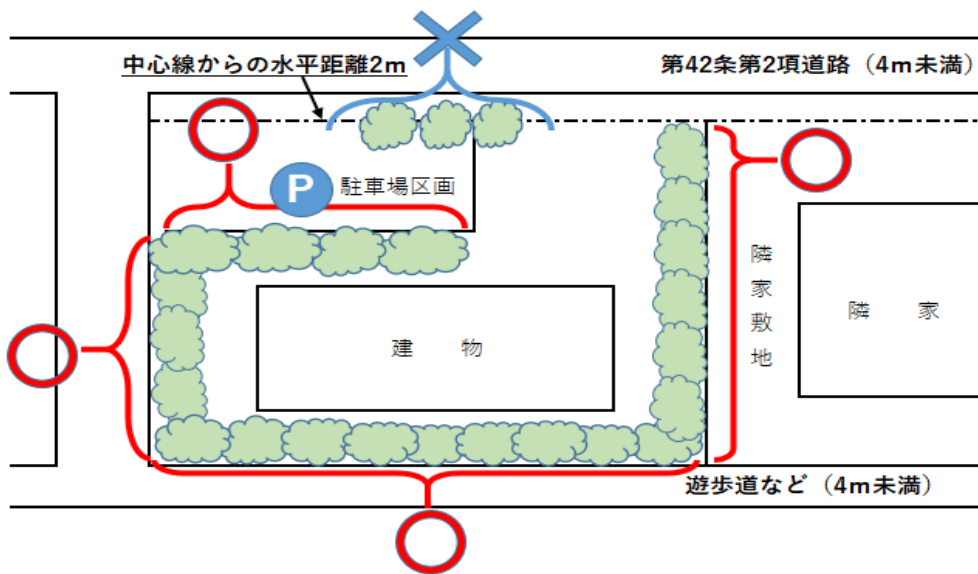 中心線からの水平距離2m
第42条第2項道路（4m未満）
P
駐車場区画
隣家敷地
建　物
隣　家
遊歩道など（4m未満）